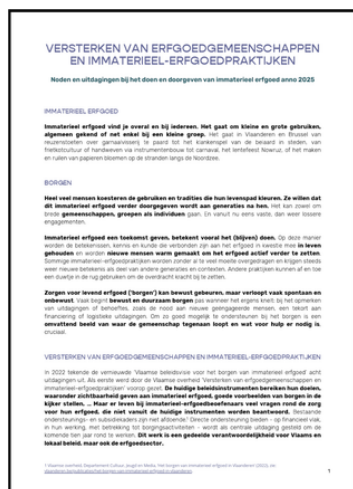 VERSTERKEN VAN ERFGOEDGEMEENSCHAPPEN
EN IMMATERIEEL-ERFGOEDPRAKTIJKEN
Noden en uitdagingen bij het doen en doorgeven van immaterieel erfgoed anno 2025
IMMATERIEEL ERFGOED
Immaterieel erfgoed vind je overal en bij iedereen. Het gaat om kleine en grote gebruiken,
algemeen gekend of net enkel bij een kleine groep. Het gaat in Vlaanderen en Brussel van
reuzenstoeten over garnaalvisserij te paard tot het klankenspel van de beiaard in steden, van
frietkotcultuur of handweven via instrumentenbouw tot carnaval, het lentefeest Nowruz, of het maken
en ruilen van papieren bloemen op de stranden langs de Noordzee.
BORGEN
Heel veel mensen koesteren de gebruiken en tradities die hun levenspad kleuren. Ze willen dat
dit immaterieel erfgoed verder doorgegeven wordt aan generaties na hen. Het kan zowel om
brede gemeenschappen, groepen als individuen gaan. En vanuit nu eens vaste, dan weer lossere
engagementen.
Immaterieel erfgoed een toekomst geven, betekent vooral het (blijven) doen. Op deze manier
worden de betekenissen, kennis en kunde die verbonden zijn aan het erfgoed in kwestie mee in leven
gehouden en worden nieuwe mensen warm gemaakt om het erfgoed actief verder te zetten.
Sommige immaterieel-erfgoedpraktijken worden zonder al te veel moeite overgedragen en krijgen steeds
weer nieuwe betekenis als deel van andere generaties en contexten. Andere praktijken kunnen af en toe
een duwtje in de rug gebruiken om de overdracht kracht bij te zetten.
Zorgen voor levend erfgoed ('borgen') kan bewust gebeuren, maar verloopt vaak spontaan en
onbewust. Vaak begint bewust en duurzaam borgen pas wanneer het ergens knelt: bij het opmerken
van uitdagingen of behoeftes, zoals de nood aan nieuwe geëngageerde mensen, een tekort aan
financiering of logistieke uitdagingen. Om zo goed mogelijk te ondersteunen bij het borgen is een
omvattend beeld van waar de gemeenschap tegenaan loopt en wat voor hulp er nodig is,
cruciaal.
VERSTERKEN VAN ERFGOEDGEMEENSCHAPPEN EN IMMATERIEEL-ERFGOEDPRAKTIJKEN
In 2022 tekende de vernieuwde 'Vlaamse beleidsvisie voor het borgen van immaterieel erfgoed' acht
uitdagingen uit. Als eerste werd door de Vlaamse overheid 'Versterken van erfgoedgemeenschappen en
immaterieel-erfgoedpraktijken' voorop gezet. De huidige beleidsinstrumenten bereiken hun doelen,
waaronder zichtbaarheid geven aan immaterieel erfgoed, goede voorbeelden van borgen in de
kijker stellen, ... Maar er leven bij immaterieelerfgoedbeoefenaars veel vragen rond de zorg
voor hun erfgoed, die niet vanuit de huidige instrumenten worden beantwoord. Bestaande
ondersteunings- en subsidiekaders zijn niet afdoende.¹ Directe ondersteuning bieden – op financieel vlak,
in hun werking, met betrekking tot borgingsactiviteiten – wordt als centrale uitdaging gesteld om de
komende tien jaar rond te werken. Dit werk is een gedeelde verantwoordelijkheid voor Vlaams en
lokaal beleid, maar ook de erfgoedsector.
1